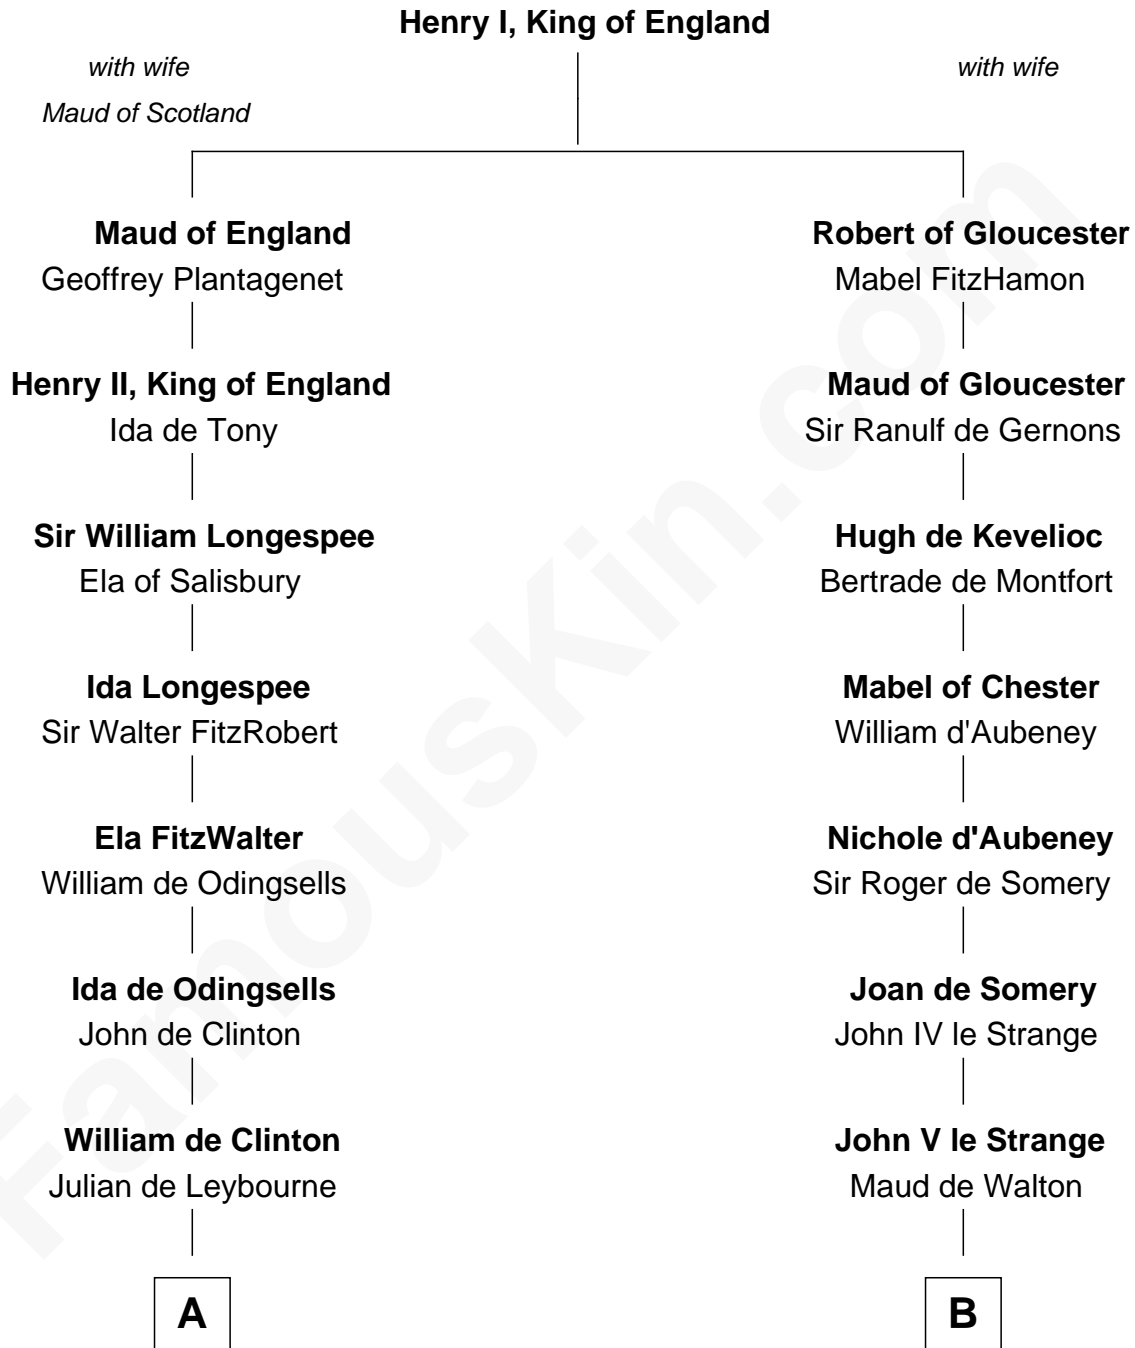 Henry I, King of England
with wife
Maud of Scotland
with wife
Maud of England
Geoffrey Plantagenet
Robert of Gloucester
Mabel FitzHamon
Henry II, King of England
Ida de Tony
Maud of Gloucester
Sir Ranulf de Gernons
Sir William Longespee
Ela of Salisbury
Hugh de Kevelioc
Bertrade de Montfort
Ida Longespee
Sir Walter FitzRobert
Mabel of Chester
William d'Aubeney
Ela FitzWalter
William de Odingsells
Nichole d'Aubeney
Sir Roger de Somery
Ida de Odingsells
John de Clinton
Joan de Somery
John IV le Strange
William de Clinton
Julian de Leybourne
John V le Strange
Maud de Walton
A
B
FamousKin.com